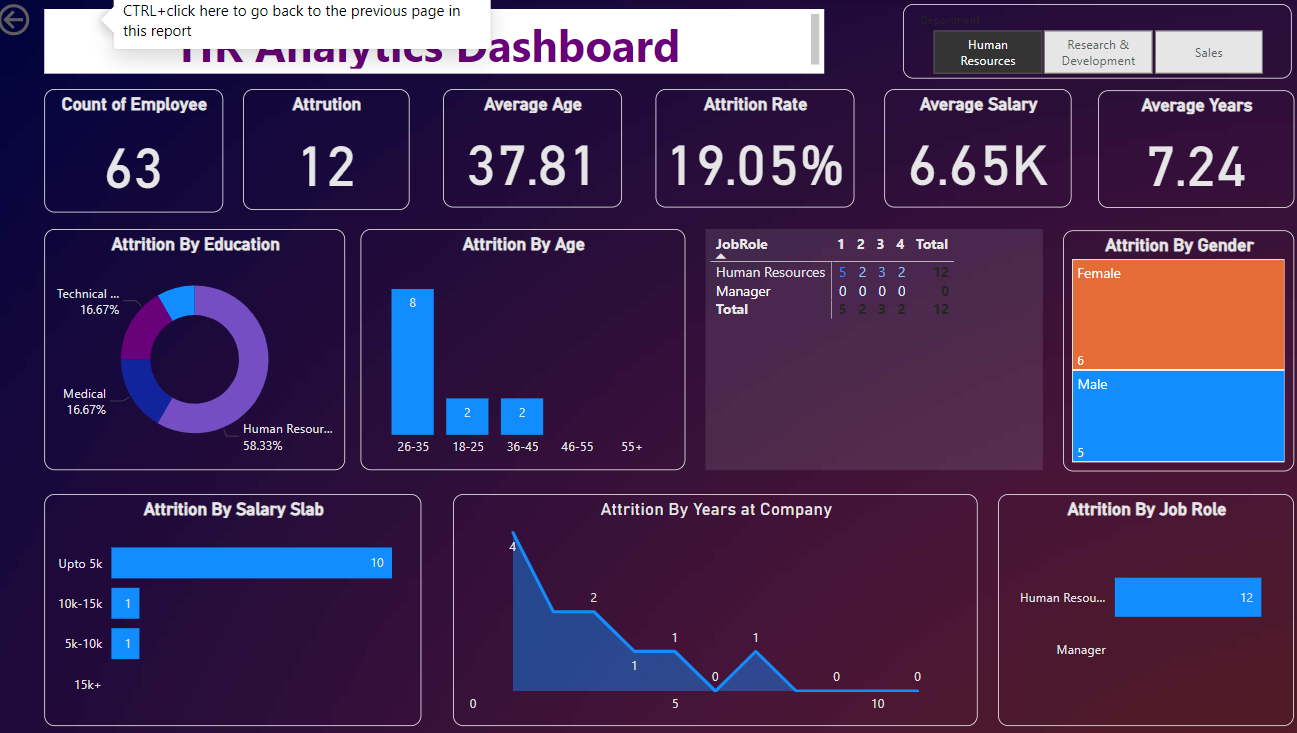 CTRL+click here to go back to the previous page in
this report
HR Analytics Dashboard
Department
Human
Resources
Research &
Development
Sales
Count of Employee
63
Attrution
12
Average Age
37.81
Attrition Rate
19.05%
Average Salary
6.65K
Average Years
7.24
Attrition By Education
Technical ...
16.67%
Medical
16.67%
Human Resour...
58.33%
Attrition By Age
8
2
2
26-35
18-25
36-45
46-55
55+
JobRole 1 2 3 4 Total
Human Resources 5 2 3 2 12
Manager 0 0 0 0 0
Total 5 2 3 2 12
Attrition By Gender
Female
6
Male
5
Attrition By Salary Slab
Upto 5k 10
10k-15k 1
5k-10k 1
15k+
Attrition By Years at Company
4
2
1
1
0
1
0
0
0
5
10
Attrition By Job Role
Human Resou... 12
Manager